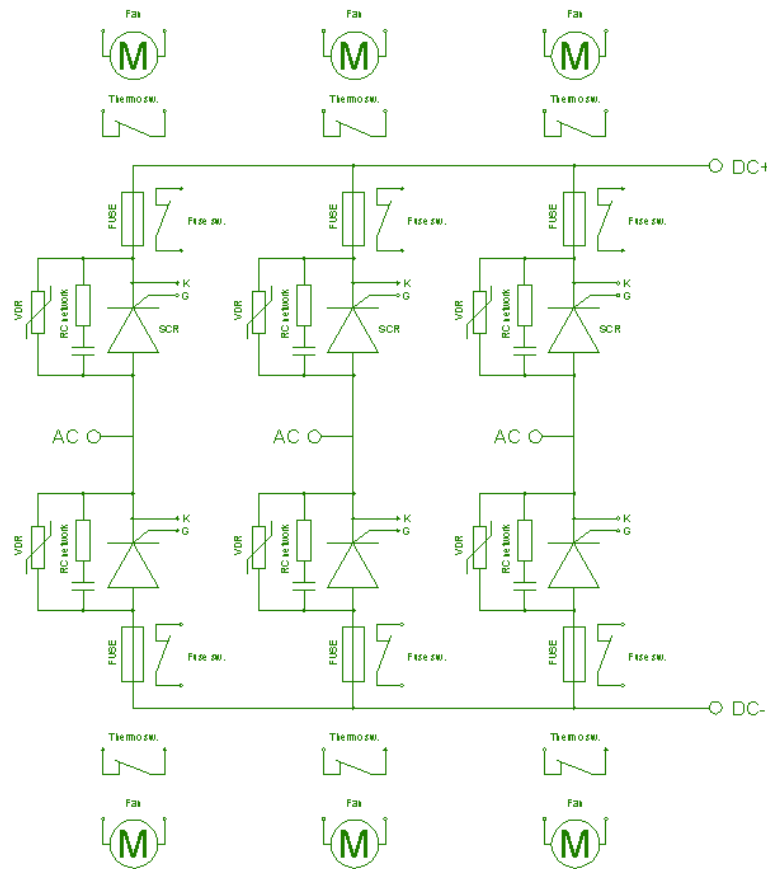 Fan Fan Fan
M M M
Thermosw. Thermosw. Thermosw.
DC+
FUSE Fuse sw. FUSE Fuse sw. FUSE Fuse sw.
K K K
G G G
VDR RC network SCR VDR RC network SCR VDR RC network SCR
AC AC AC
K K K
G G G
VDR RC network VDR RC network VDR RC network
FUSE Fuse sw. FUSE Fuse sw. FUSE Fuse sw.
DC-
Thermosw. Thermosw. Thermosw.
Fan Fan Fan
M M M